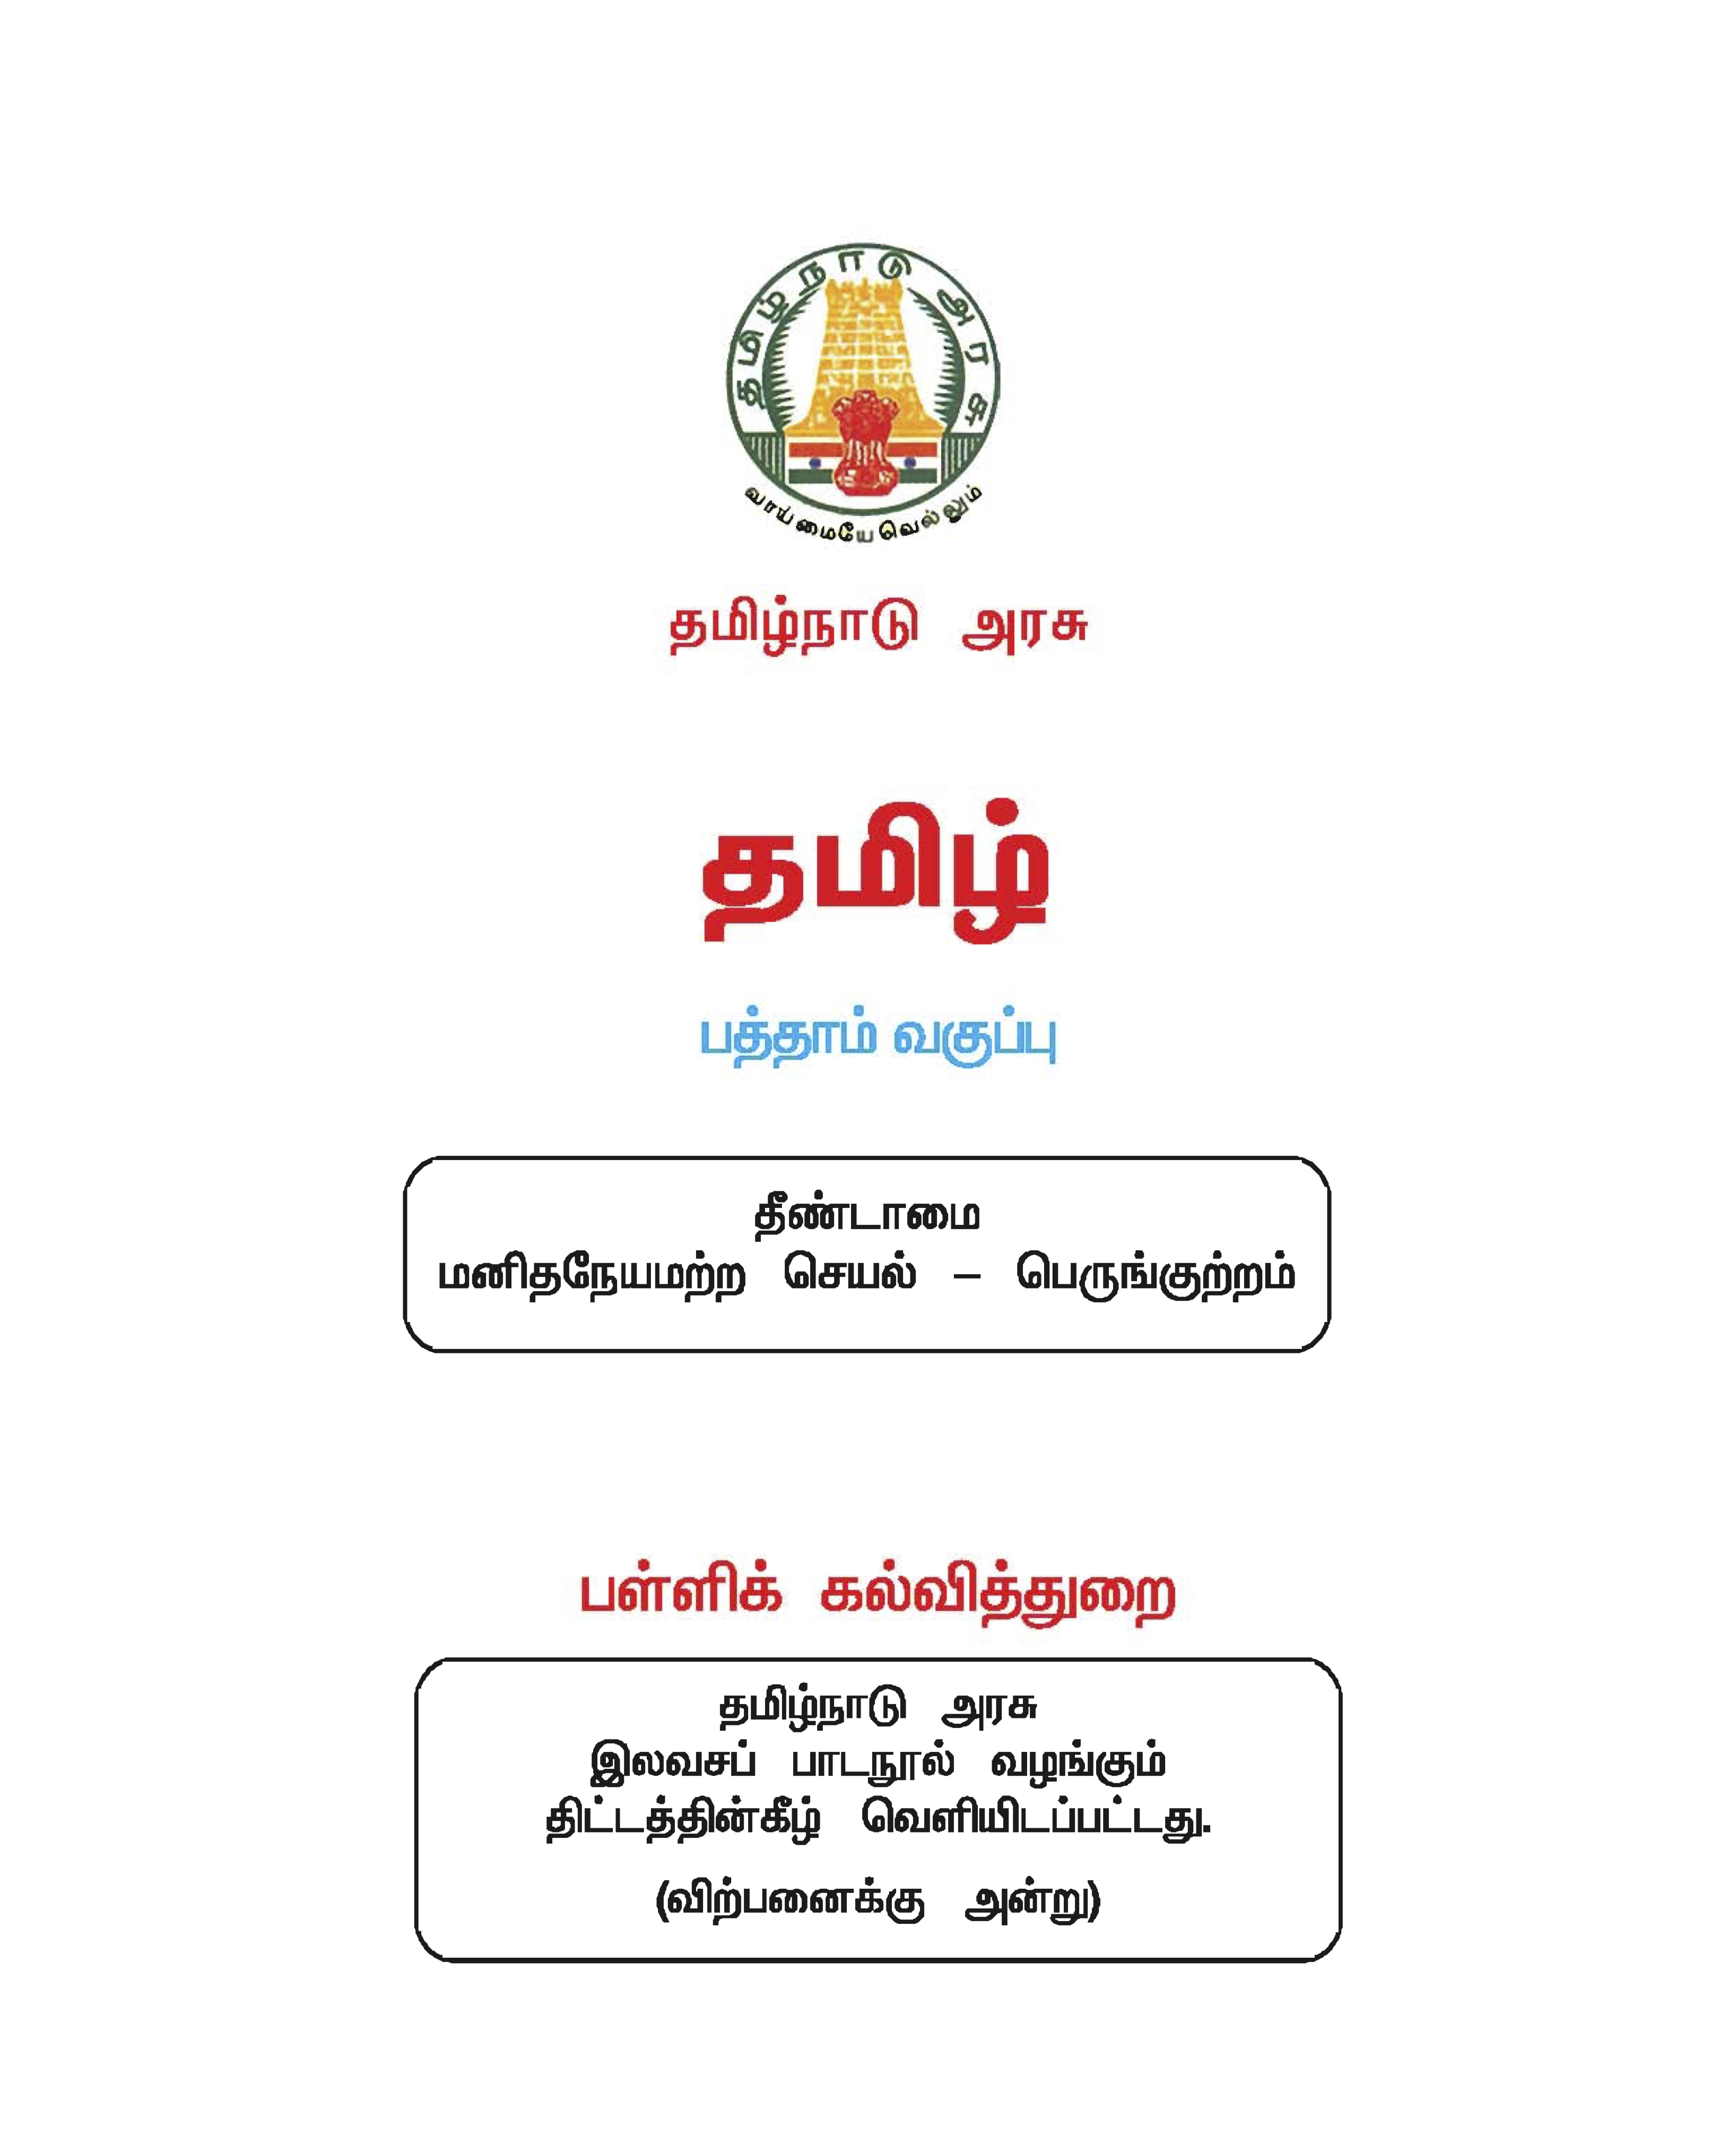 தமிழ்நாடு அரசு
வாய்மையே வெல்லும்
தமிழ்நாடு அரசு
தமிழ்
பத்தாம் வகுப்பு
தீண்டாமை
மனிதநேயமற்ற செயல் – பெருங்குற்றம்
பள்ளிக் கல்வித்துறை
தமிழ்நாடு அரசு
இலவசப் பாடநூல் வழங்கும்
திட்டத்தின்கீழ் வெளியிடப்பட்டது.
(விற்பனைக்கு அன்று)